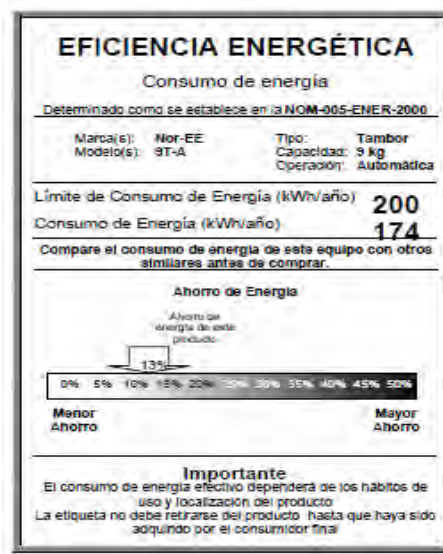 EFICIENCIA ENERGÉTICA
Consumo de energía
Determinado como se establece en la NOM-005-ENER-2000
Marca(s): Nor-EE Tipo: Tambor
Modelo(s): 9T-A Capacidad: 9 kg
Operación: Automática
Límite de Consumo de Energía (kWh/año) 200
Consumo de Energía (kWh/año) 174
Compare el consumo de energía de este equipo con otros
similares antes de comprar.
Ahorro de Energía
Ahorro de
energía de este
producto
13%
0% 5% 10% 15% 20% 25% 30% 35% 40% 45% 50%
Menor Mayor
Ahorro Ahorro
Importante
El consumo de energía efectivo dependerá de los hábitos de
uso y localización del producto
La etiqueta no debe retirarse del producto hasta que haya sido
adquirido por el consumidor final